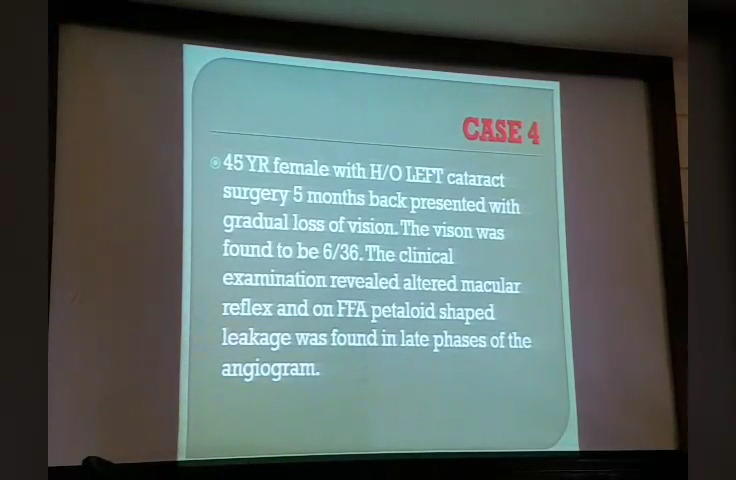 CASE 4
45 YR female with H/O LEFT cataract
surgery 5 months back presented with
gradual loss of vision. The vison was
found to be 6/36. The clinical
examination revealed altered macular
reflex and on FFA petaloid shaped
leakage was found in late phases of the
angiogram.